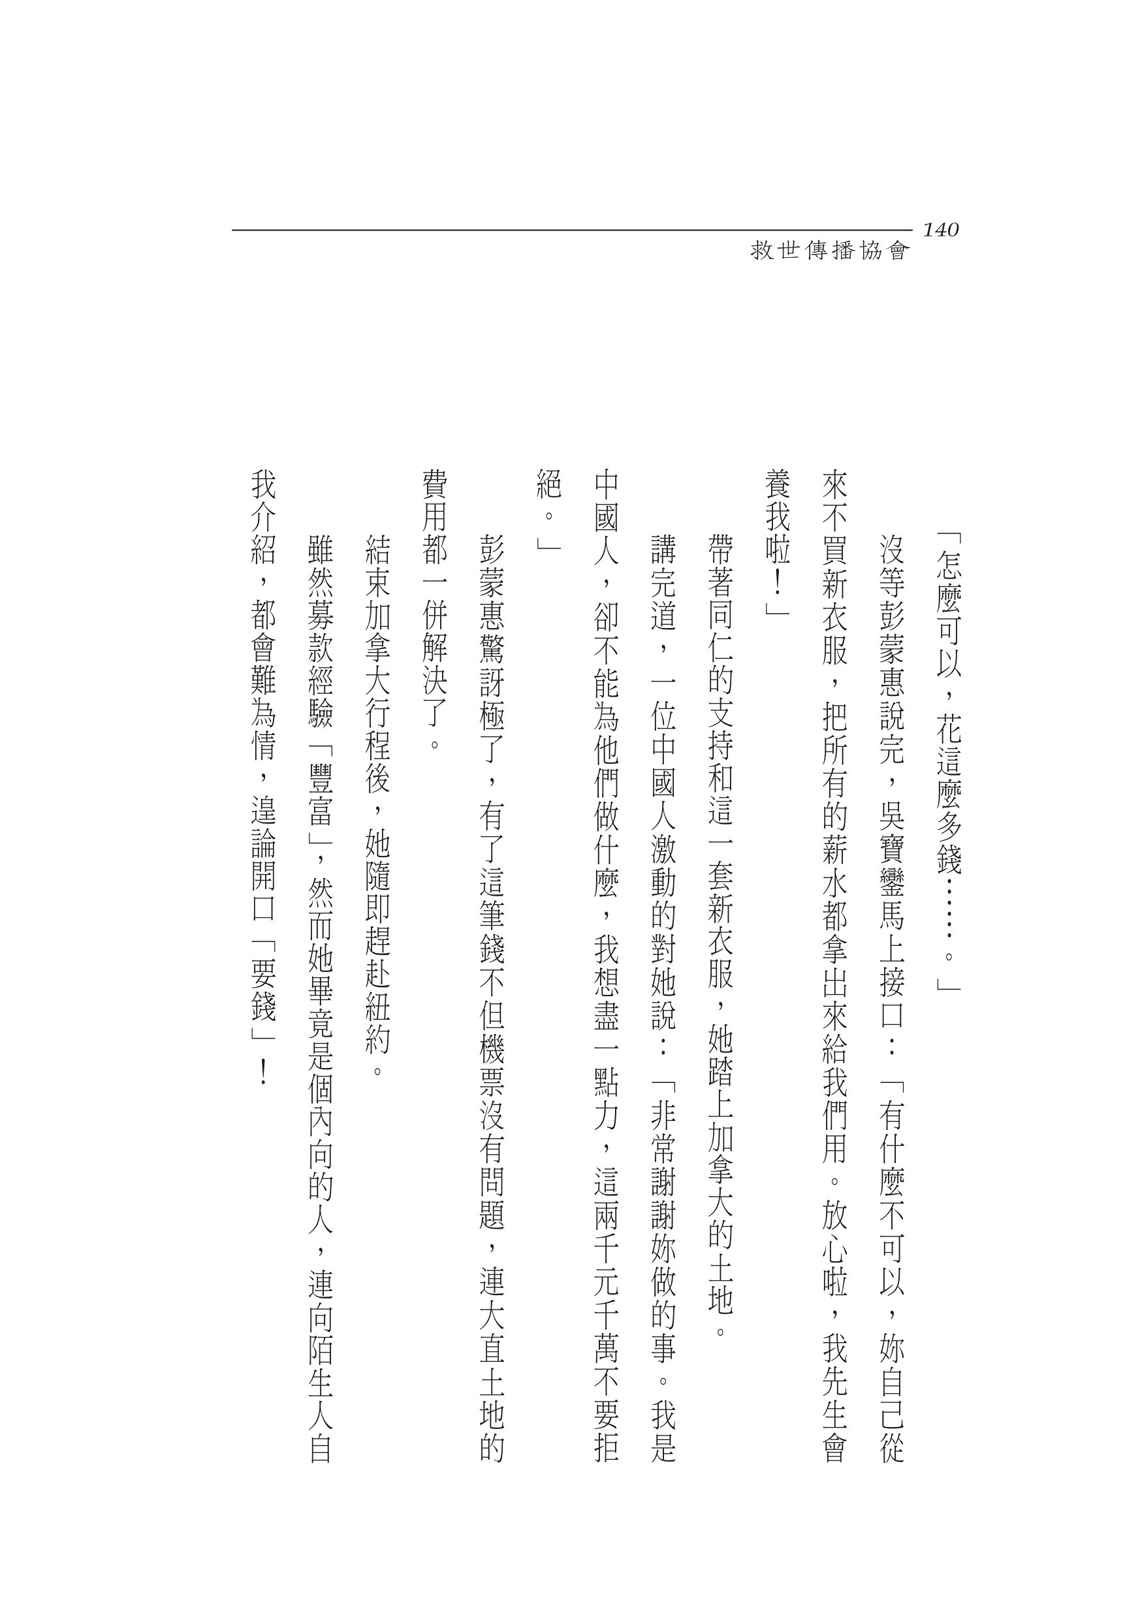 140
救世傳播協會
「怎麼可以，花這麼多錢……。」
沒等彭蒙惠說完，吳寶鑾馬上接口：「有什麼不可以，妳自己從
來不買新衣服，把所有的薪水都拿出來給我們用。放心啦，我先生會
養我啦！」
帶著同仁的支持和這一套新衣服，她踏上加拿大的土地。
講完道，一位中國人激動的對她說：「非常謝謝妳做的事。我是
中國人，卻不能為他們做什麼，我想盡一點力，這兩千元千萬不要拒
絕。」
彭蒙惠驚訝極了，有了這筆錢不但機票沒有問題，連大直土地的
費用都一併解決了。
結束加拿大行程後，她隨即趕赴紐約。
雖然募款經驗「豐富」，然而她畢竟是個內向的人，連向陌生人自
我介紹，都會難為情，遑論開口「要錢」！